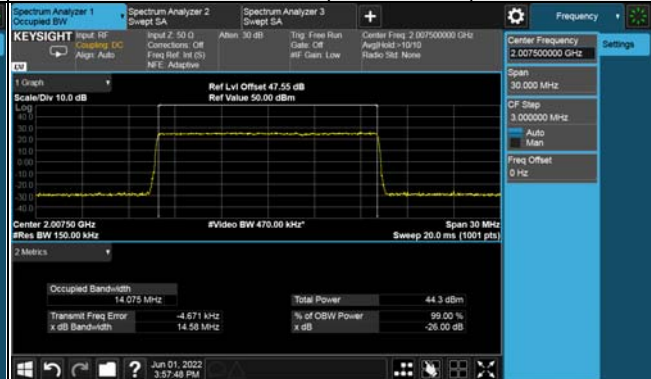 Spectrum Analyzer 1
Occupied BW
Spectrum Analyzer 2
Swept SA
Spectrum Analyzer 3
Swept SA
+
Frequency
KEYSIGHT
Input: RF
Coupling: DC
Align: Auto
Input Z: 50 Ω
Corrections: Off
Freq Ref: Int (S)
NFE: Adaptive
Atten: 30 dB
Trig: Free Run
Gate: Off
#IF Gain: Low
Center Freq: 2.007500000 GHz
Avg|Hold:>10/10
Radio Std: None
Center Frequency
2.007500000 GHz
Settings
Span
30.000 MHz
CF Step
3.000000 MHz
Auto
Man
Freq Offset
0 Hz
1 Graph
Scale/Div 10.0 dB
Ref Lvl Offset 47.55 dB
Ref Value 50.00 dBm
Log
40.0
30.0
20.0
10.0
0.00
-10.0
-20.0
-30.0
-40.0
Center 2.00750 GHz
#Res BW 150.00 kHz
#Video BW 470.00 kHz*
Span 30 MHz
Sweep 20.0 ms (1001 pts)
2 Metrics
Occupied Bandwidth
14.075 MHz
Total Power 44.3 dBm
Transmit Freq Error -4.671 kHz
% of OBW Power 99.00 %
x dB Bandwidth 14.58 MHz
x dB -26.00 dB
?
Jun 01, 2022
3:57:48 PM